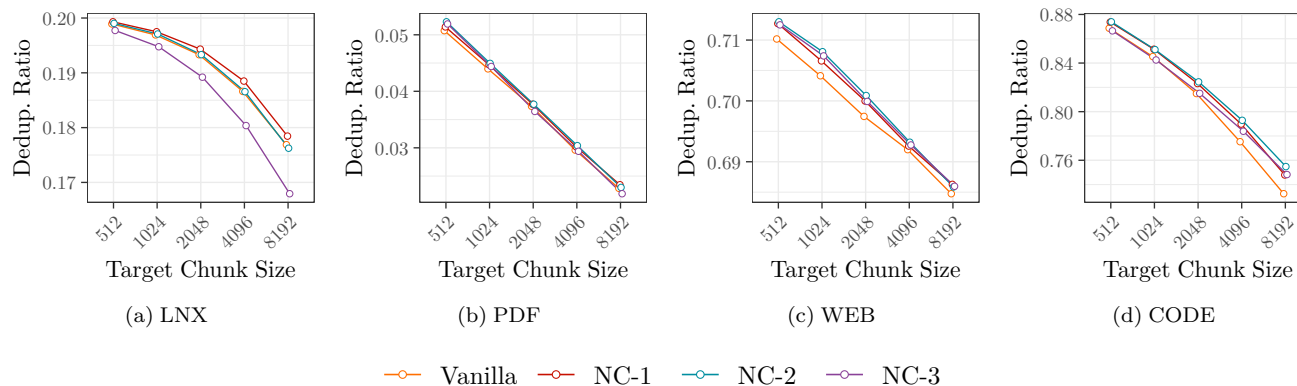 0.20
0.19
0.18
0.17
Dedup. Ratio
512
1024
2048
4096
8192
Target Chunk Size
(a) LNX
0.05
0.04
0.03
Dedup. Ratio
512
1024
2048
4096
8192
Target Chunk Size
(b) PDF
0.71
0.70
0.69
Dedup. Ratio
512
1024
2048
4096
8192
Target Chunk Size
(c) WEB
0.88
0.84
0.80
0.76
Dedup. Ratio
512
1024
2048
4096
8192
Target Chunk Size
(d) CODE
Vanilla NC-1 NC-2 NC-3